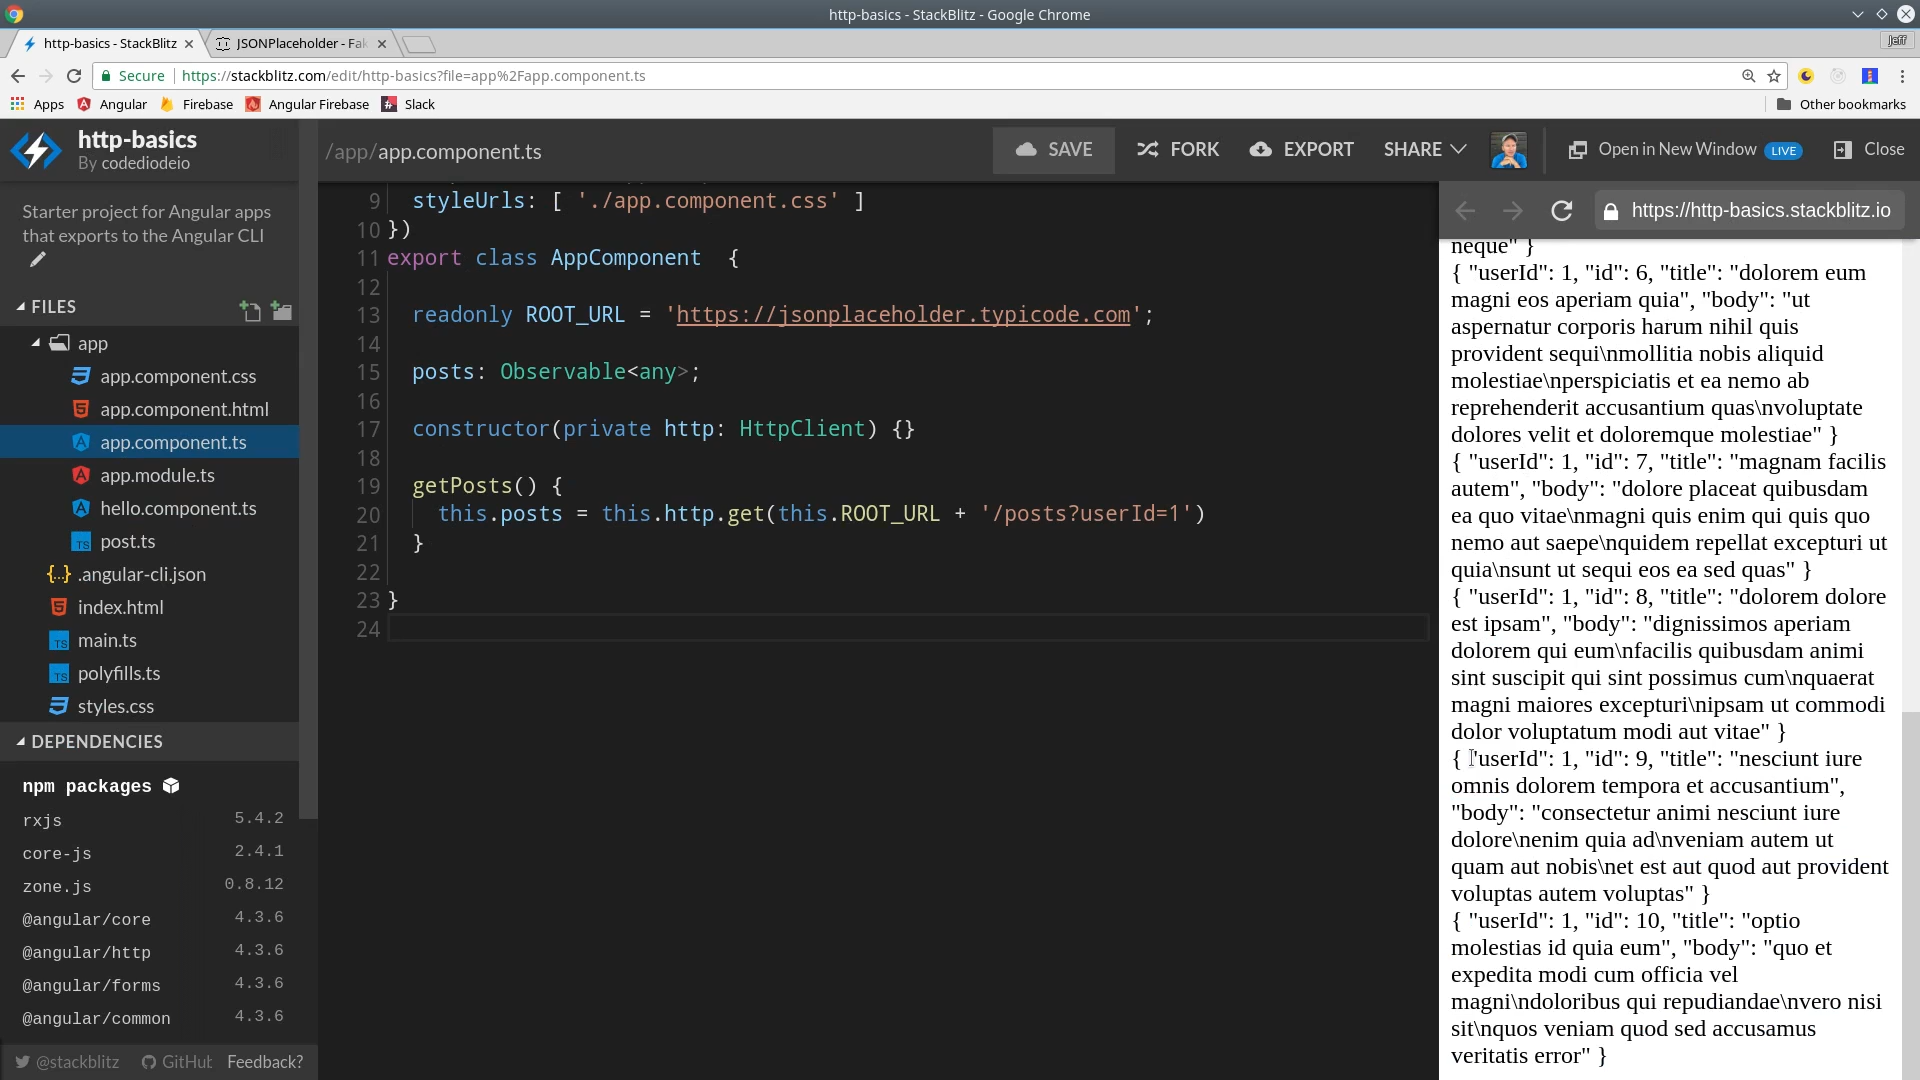 http-basics - StackBlitz - Google Chrome
http-basics - StackBlitz
JSONPlaceholder - Fak
Jeff
Secure
https://stackblitz.com/edit/http-basics?file=app%2Fapp.component.ts
Apps
Angular
Firebase
Angular Firebase
Slack
Other bookmarks
http-basics
By codediodeio
/app/app.component.ts
SAVE
FORK
EXPORT
SHARE
Open in New Window
LIVE
Close
Starter project for Angular apps
that exports to the Angular CLI
FILES
app
app.component.css
app.component.html
app.component.ts
app.module.ts
hello.component.ts
TS post.ts
{..} .angular-cli.json
index.html
TS main.ts
TS polyfills.ts
styles.css
DEPENDENCIES
npm packages
rxjs 5.4.2
core-js 2.4.1
zone.js 0.8.12
@angular/core 4.3.6
@angular/http 4.3.6
@angular/forms 4.3.6
@angular/common 4.3.6
@stackblitz
GitHub
Feedback?
9 styleUrls: [ './app.component.css' ]
10 })
11 export class AppComponent {
12
13 readonly ROOT_URL = 'https://jsonplaceholder.typicode.com';
14
15 posts: Observable<any>;
16
17 constructor(private http: HttpClient) {}
18
19 getPosts() {
20 this.posts = this.http.get(this.ROOT_URL + '/posts?userId=1')
21 }
22
23 }
24
https://http-basics.stackblitz.io
neque" }
{ "userId": 1, "id": 6, "title": "dolorem eum
magni eos aperiam quia", "body": "ut
aspernatur corporis harum nihil quis
provident sequi\nmollitia nobis aliquid
molestiae\nperspiciatis et ea nemo ab
reprehenderit accusantium quas\nvoluptate
dolores velit et doloremque molestiae" }
{ "userId": 1, "id": 7, "title": "magnam facilis
autem", "body": "dolore placeat quibusdam
ea quo vitae\nmagni quis enim qui quis quo
nemo aut saepe\nquidem repellat excepturi ut
quia\nsunt ut sequi eos ea sed quas" }
{ "userId": 1, "id": 8, "title": "dolorem dolore
est ipsam", "body": "dignissimos aperiam
dolorem qui eum\nfacilis quibusdam animi
sint suscipit qui sint possimus cum\nquaerat
magni maiores excepturi\nipsam ut commodi
dolor voluptatum modi aut vitae" }
{ "userId": 1, "id": 9, "title": "nesciunt iure
omnis dolorem tempora et accusantium",
"body": "consectetur animi nesciunt iure
dolore\nenim quia ad\nveniam autem ut
quam aut nobis\net est aut quod aut provident
voluptas autem voluptas" }
{ "userId": 1, "id": 10, "title": "optio
molestias id quia eum", "body": "quo et
expedita modi cum officia vel
magni\ndoloribus qui repudiandae\nvero nisi
sit\nquos veniam quod sed accusamus
veritatis error" }